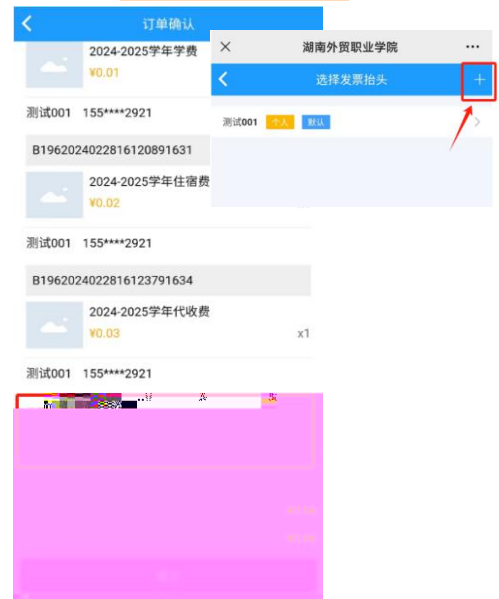 订单确认
2024-2025学年学费
¥0.01
测试001 155****2921
B1962024022816120891631
2024-2025学年住宿费
¥0.02
测试001 155****2921
B1962024022816123791634
2024-2025学年代收费
¥0.03
x1
测试001 155****2921
× 湖南外贸职业学院 ···
选择发票抬头 +
测试001 个人 默认